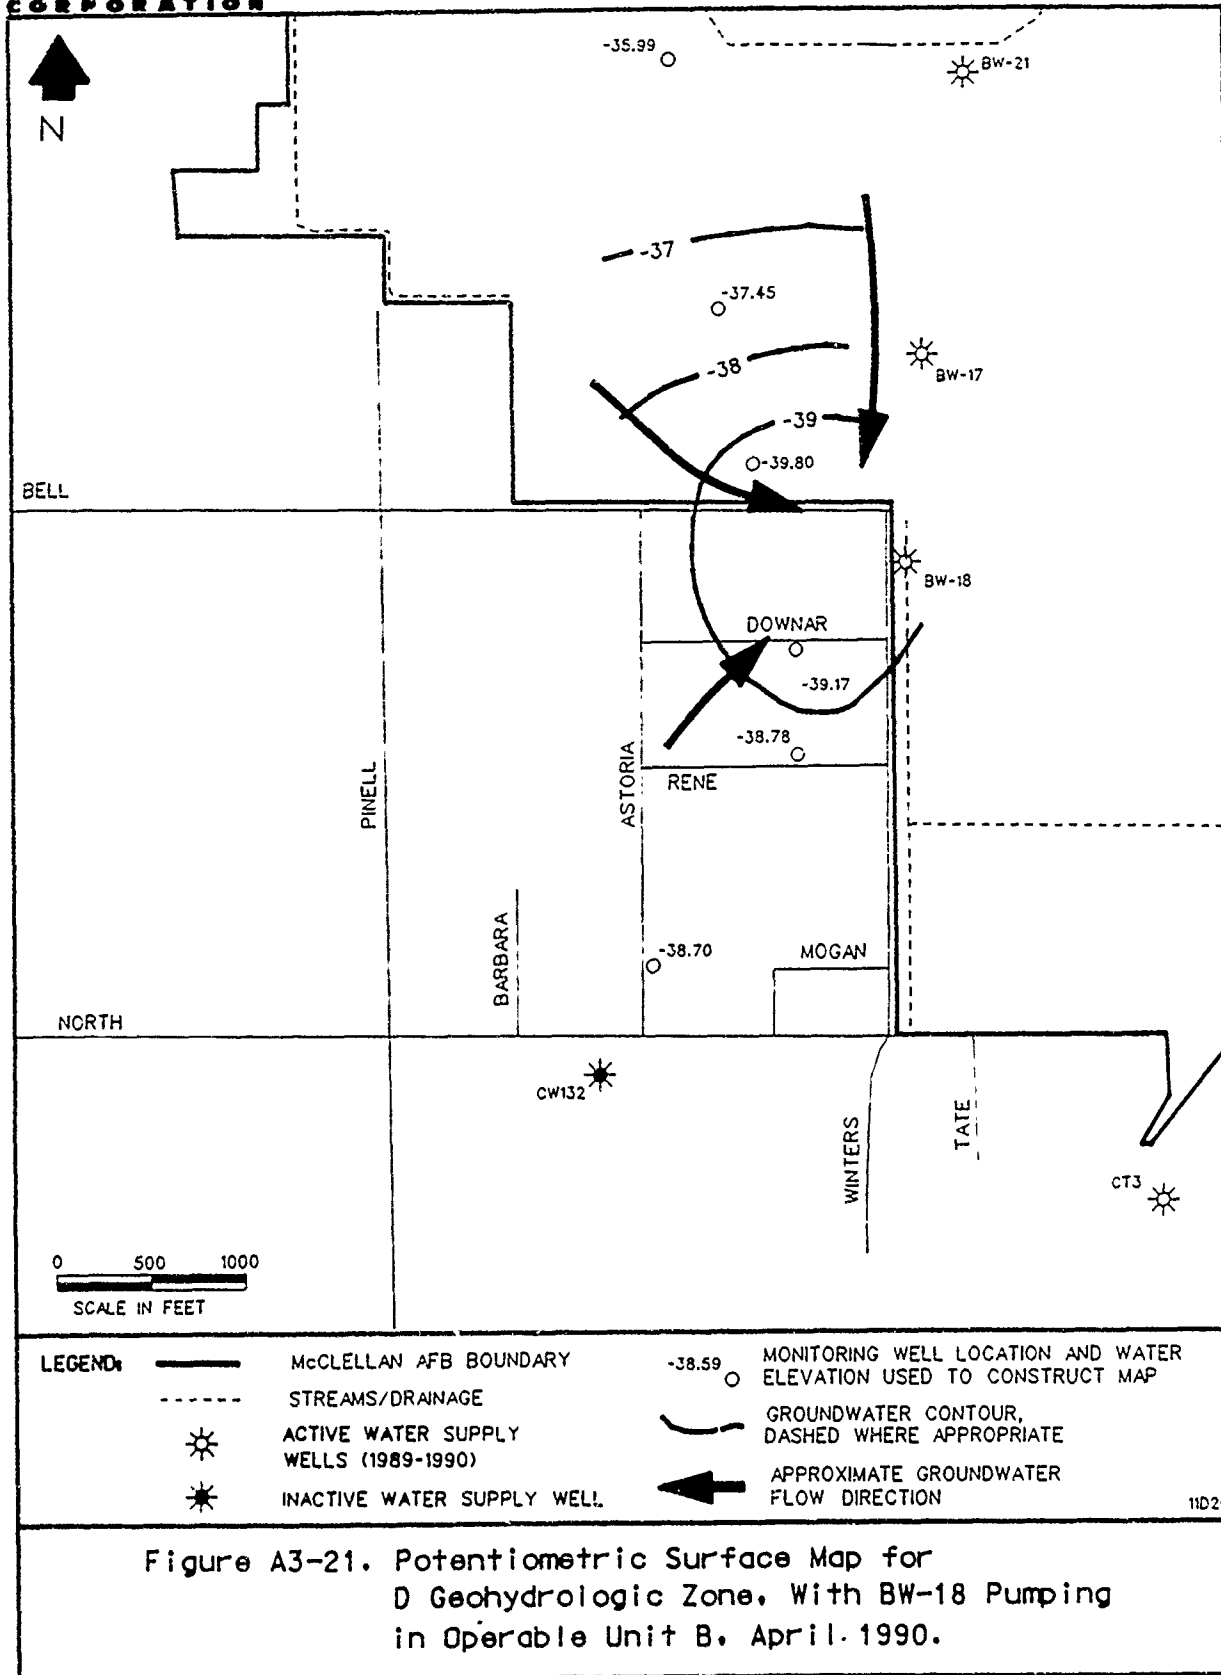 CORPORATION
-35.99
BW-21
N
-37
-37.45
-38
BW-17
-39
-39.80
BELL
BW-18
DOWNAR
-39.17
-38.78
RENE
PINELL
ASTORIA
BARBARA
-38.70
MOGAN
NORTH
CW132
WINTERS
TATE
CT3
0 500 1000
SCALE IN FEET
LEGEND:
McCLELLAN AFB BOUNDARY
STREAMS/DRAINAGE
ACTIVE WATER SUPPLY
WELLS (1989-1990)
INACTIVE WATER SUPPLY WELL
-38.59
MONITORING WELL LOCATION AND WATER
ELEVATION USED TO CONSTRUCT MAP
GROUNDWATER CONTOUR,
DASHED WHERE APPROPRIATE
APPROXIMATE GROUNDWATER
FLOW DIRECTION
Figure A3-21. Potentiometric Surface Map for
D Geohydrologic Zone, With BW-18 Pumping
in Operable Unit B, April 1990.